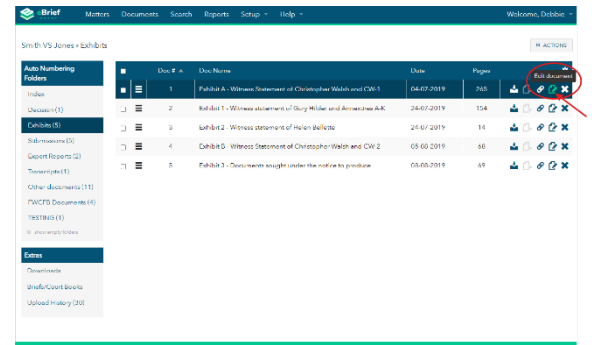 eBrief Matters Documents Search Reports Setup Help Welcome, Debbie
Smith VS Jones » Exhibits
ACTIONS
Auto Numbering
Folders
Index
Decision (1)
Exhibits (5)
Submissions (5)
Expert Reports (2)
Transcripts (1)
Other documents (11)
FWCFB Documents (4)
TESTING (1)
show empty folders
Extras
Downloads
Briefs/Court Books
Upload History (30)
Doc # Doc Name Date Pages
Edit document
1 Exhibit A - Witness Statement of Christopher Walsh and CW-1 04-07-2019 265
2 Exhibit 1 - Witness statement of Gary Hilder and Annexures A-K 24-07-2019 154
3 Exhibit 2 - Witness statement of Helen Bellette 24-07-2019 14
4 Exhibit B - Witness Statement of Christopher Walsh and CW-2 05-08-2019 68
5 Exhibit 3 - Documents sought under the notice to produce 08-08-2019 69